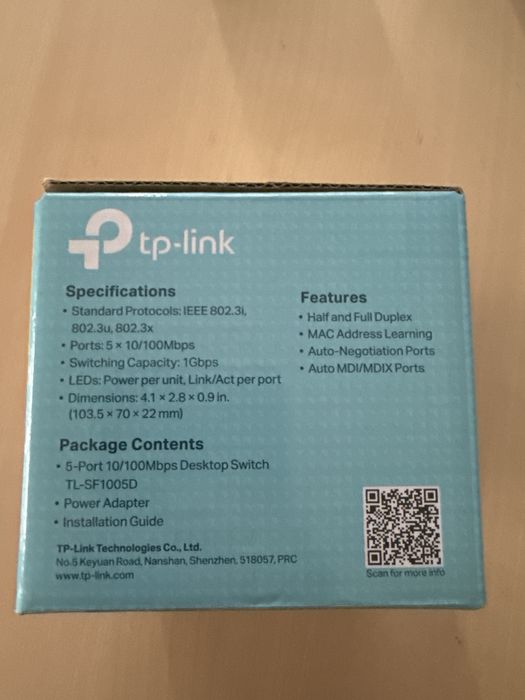 tp-link
Specifications
• Standard Protocols: IEEE 802.3i,
802.3u, 802.3x
• Ports: 5 × 10/100Mbps
• Switching Capacity: 1Gbps
• LEDs: Power per unit, Link/Act per port
• Dimensions: 4.1 × 2.8 × 0.9 in.
(103.5 × 70 × 22 mm)
Features
• Half and Full Duplex
• MAC Address Learning
• Auto-Negotiation Ports
• Auto MDI/MDIX Ports
Package Contents
• 5-Port 10/100Mbps Desktop Switch
TL-SF1005D
• Power Adapter
• Installation Guide
TP-Link Technologies Co., Ltd.
No.5 Keyuan Road, Nanshan, Shenzhen, 518057, PRC
www.tp-link.com
Scan for more info